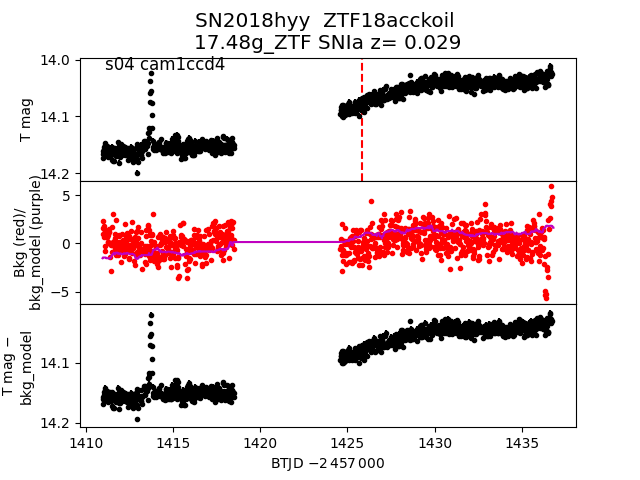 SN2018hyy  ZTF18acckoil
17.48g_ZTF SNIa z= 0.029
s04 cam1ccd4
14.0
14.1
14.2
T mag
5
0
−5
Bkg (red)/
bkg_model (purple)
14.1
14.2
T mag −
bkg_model
1410 1415 1420 1425 1430 1435
BTJD −2 457 000